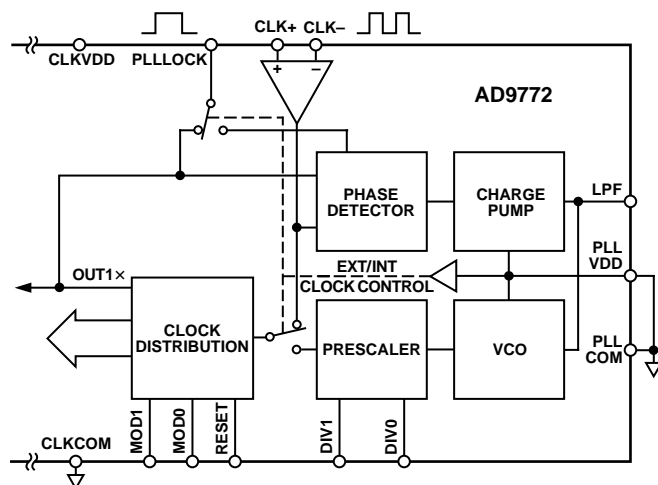 CLK+ CLK–
CLKVDD PLLLOCK
+ –
AD9772
PHASE
DETECTOR
CHARGE
PUMP
LPF
PLL
VDD
OUT1×
EXT/INT
CLOCK CONTROL
CLOCK
DISTRIBUTION
PRESCALER
VCO
PLL
COM
CLKCOM
MOD1
MOD0
RESET
DIV1
DIV0